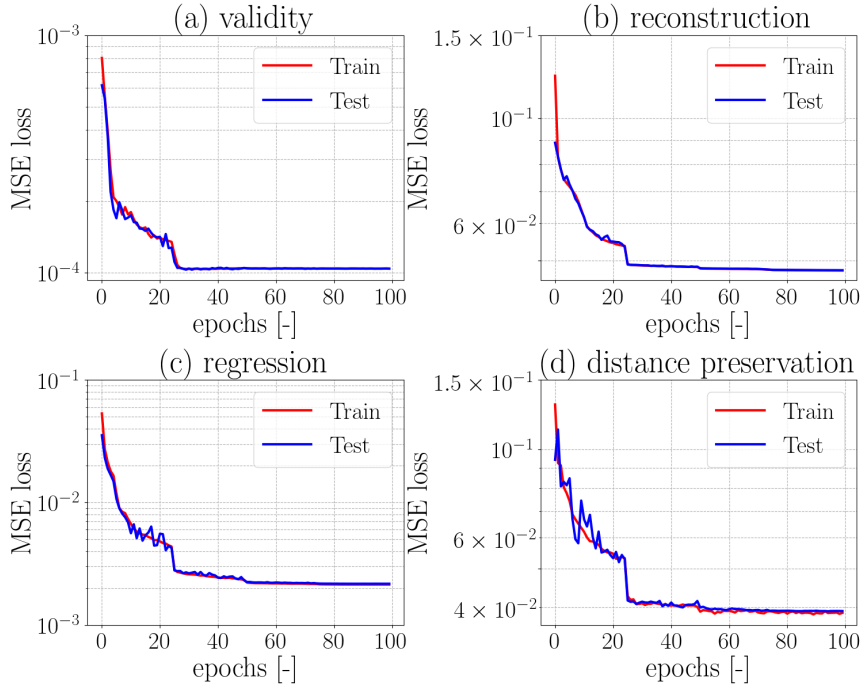 (a) validity
MSE loss
10⁻³
10⁻⁴
Train
Test
0 20 40 60 80 100
epochs [-]
(b) reconstruction
MSE loss
1.5 × 10⁻¹
10⁻¹
6 × 10⁻²
Train
Test
0 20 40 60 80 100
epochs [-]
(c) regression
MSE loss
10⁻¹
10⁻²
10⁻³
Train
Test
0 20 40 60 80 100
epochs [-]
(d) distance preservation
MSE loss
1.5 × 10⁻¹
10⁻¹
6 × 10⁻²
4 × 10⁻²
Train
Test
0 20 40 60 80 100
epochs [-]